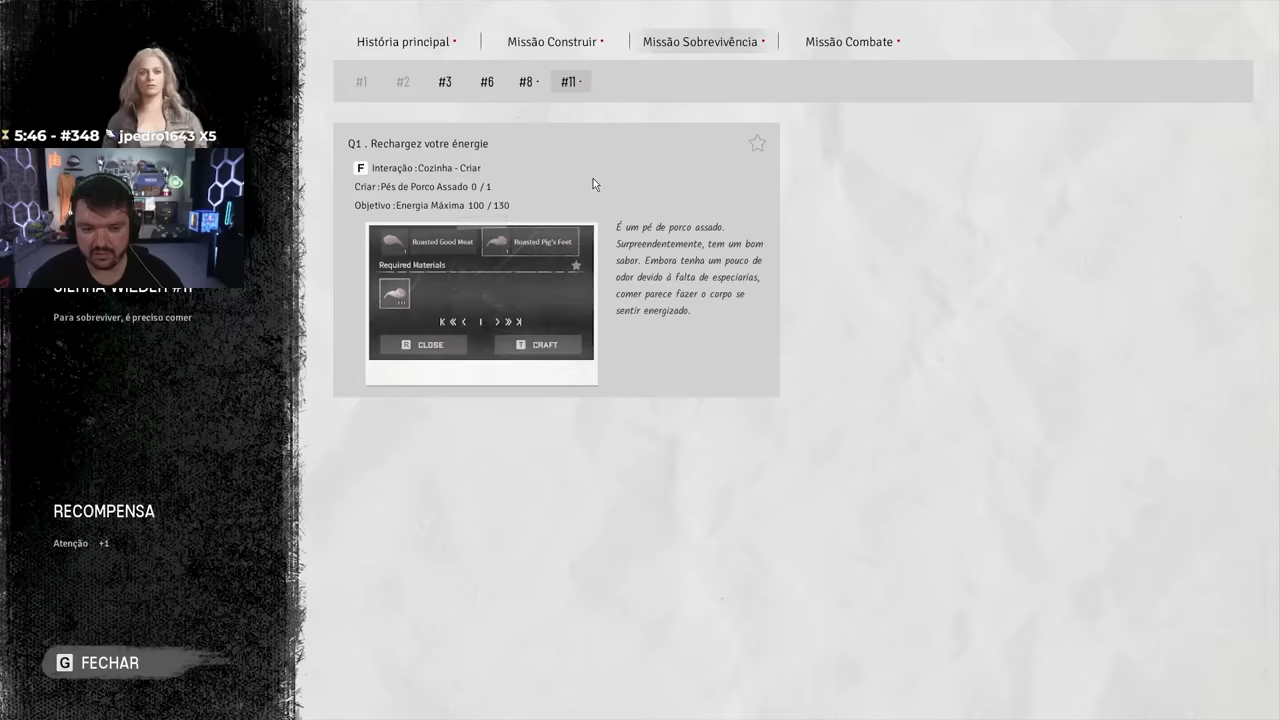 História principal
Missão Construir
Missão Sobrevivência
Missão Combate
#1 #2 #3 #6 #8 #11
5:46 - #348 jpedro1643 X5
Q1 . Rechargez votre énergie
F Interação :Cozinha - Criar
Criar :Pés de Porco Assado 0 / 1
Objetivo :Energia Máxima 100 / 130
Roasted Good Meat
Roasted Pig's Feet
Required Materials
R CLOSE
T CRAFT
É um pé de porco assado.
Surpreendentemente, tem um bom
sabor. Embora tenha um pouco de
odor devido à falta de especiarias,
comer parece fazer o corpo se
sentir energizado.
Para sobreviver, é preciso comer
RECOMPENSA
Atenção +1
G FECHAR